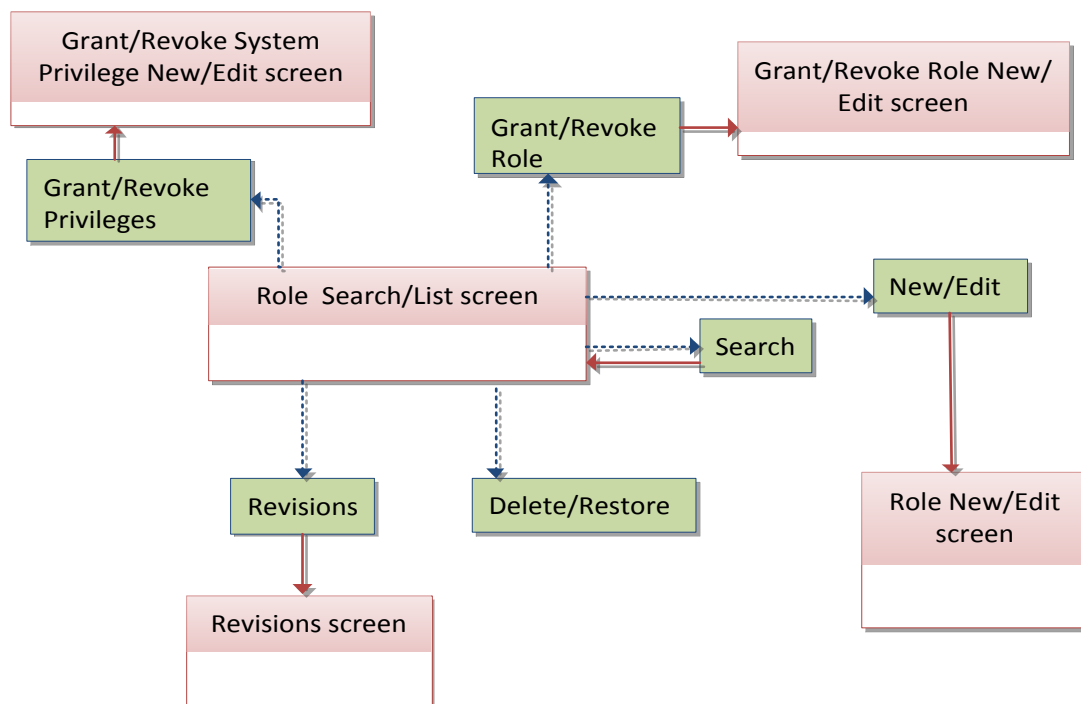 Grant/Revoke System
Privilege New/Edit screen
Grant/Revoke Role New/
Edit screen
Grant/Revoke
Role
Grant/Revoke
Privileges
Role  Search/List screen
New/Edit
Search
Revisions
Delete/Restore
Role New/Edit
screen
Revisions screen